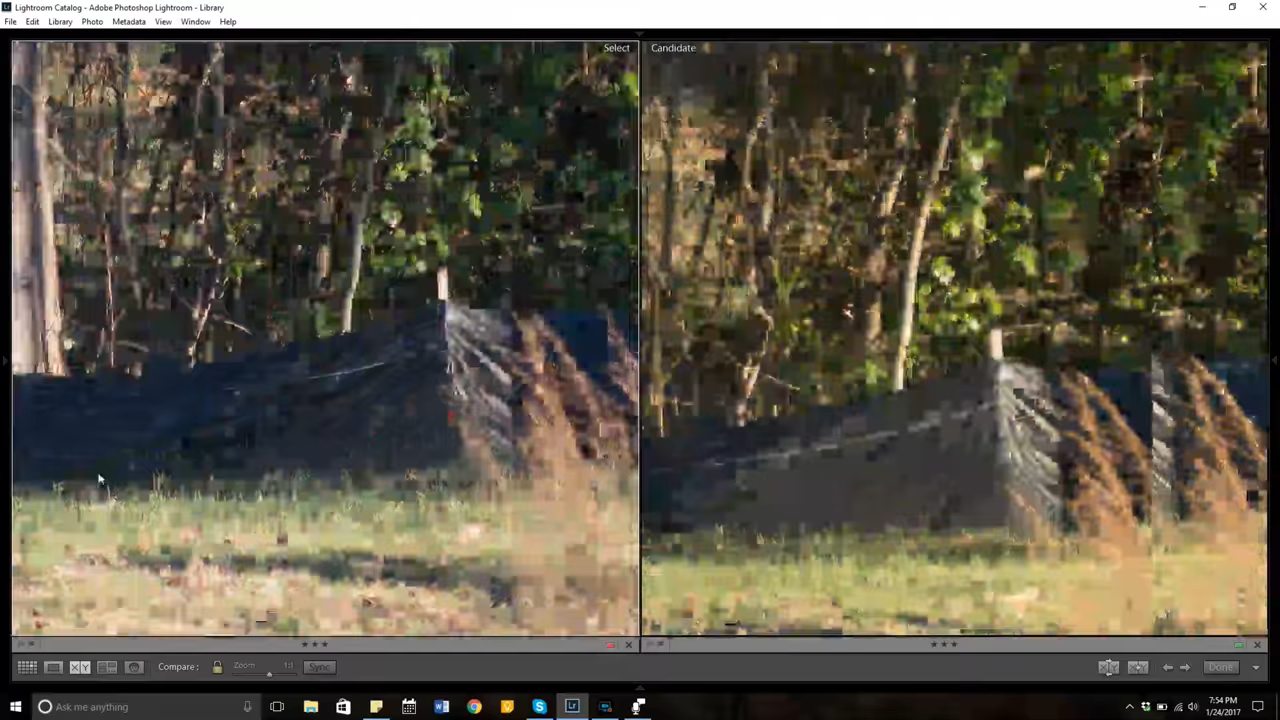 Lightroom Catalog - Adobe Photoshop Lightroom - Library
File Edit Library Photo Metadata View Window Help
Select
Candidate
Compare : Zoom 1:1 Sync
Done
Ask me anything
7:54 PM
1/24/2017